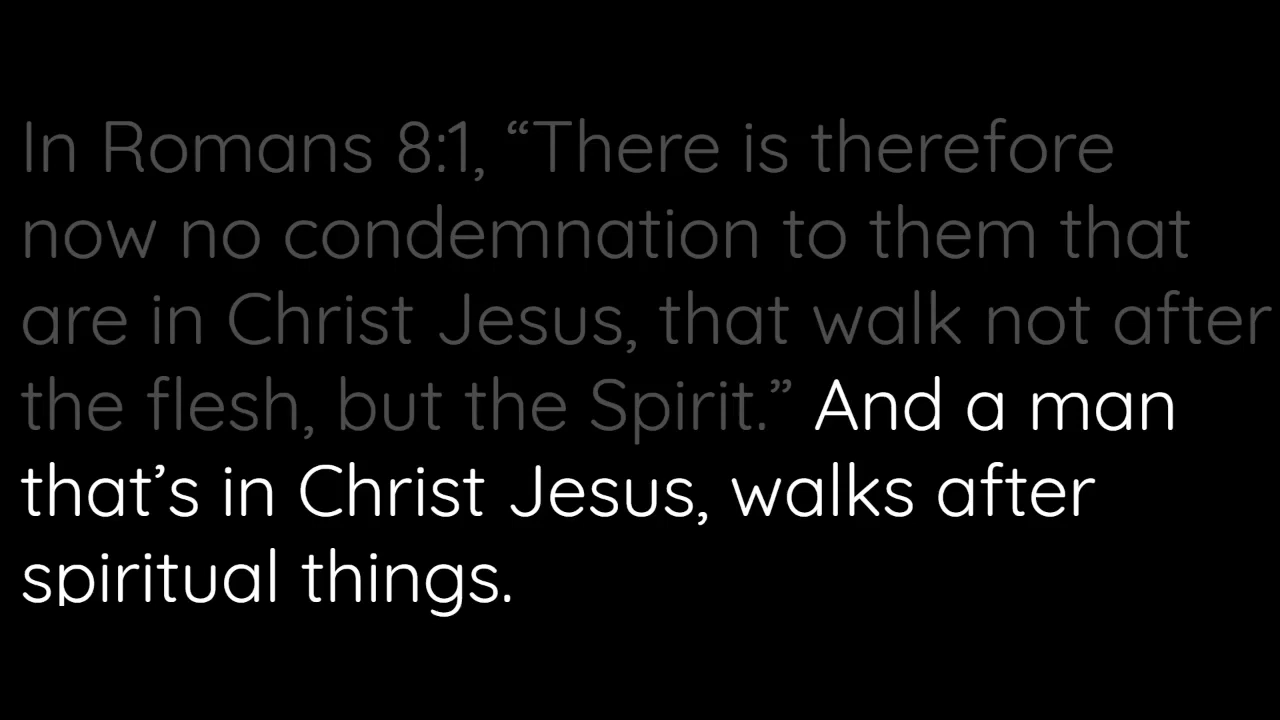 In Romans 8:1, “There is therefore
now no condemnation to them that
are in Christ Jesus, that walk not after
the flesh, but the Spirit.” And a man
that’s in Christ Jesus, walks after
spiritual things.